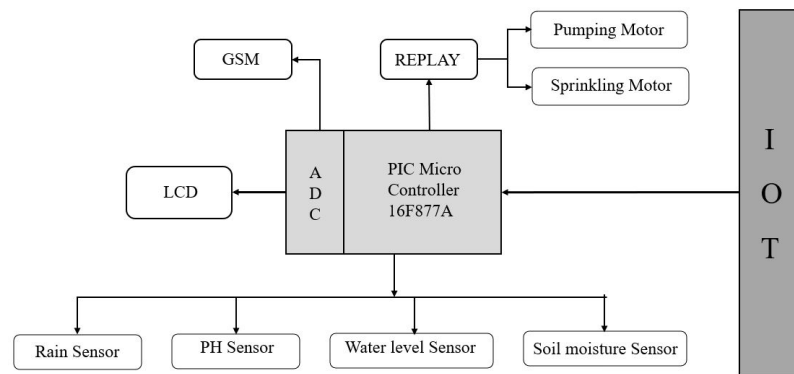 Pumping Motor
GSM
REPLAY
Sprinkling Motor
A
D
C
PIC Micro
Controller
16F877A
LCD
I
O
T
Rain Sensor
PH Sensor
Water level Sensor
Soil moisture Sensor